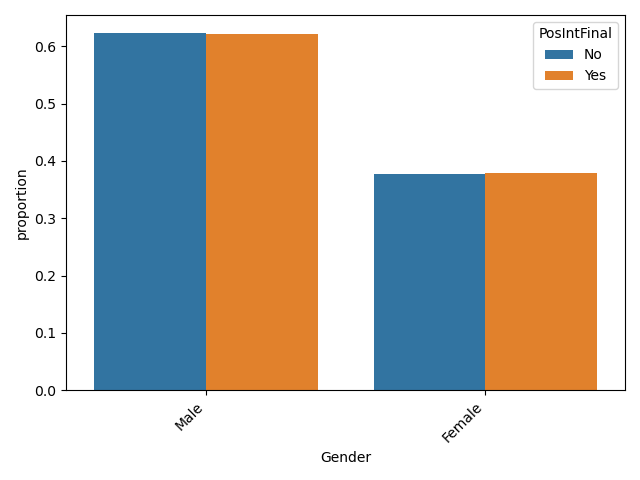 PosIntFinal
No
Yes
0.6
0.5
0.4
0.3
0.2
0.1
0.0
proportion
Male
Female
Gender